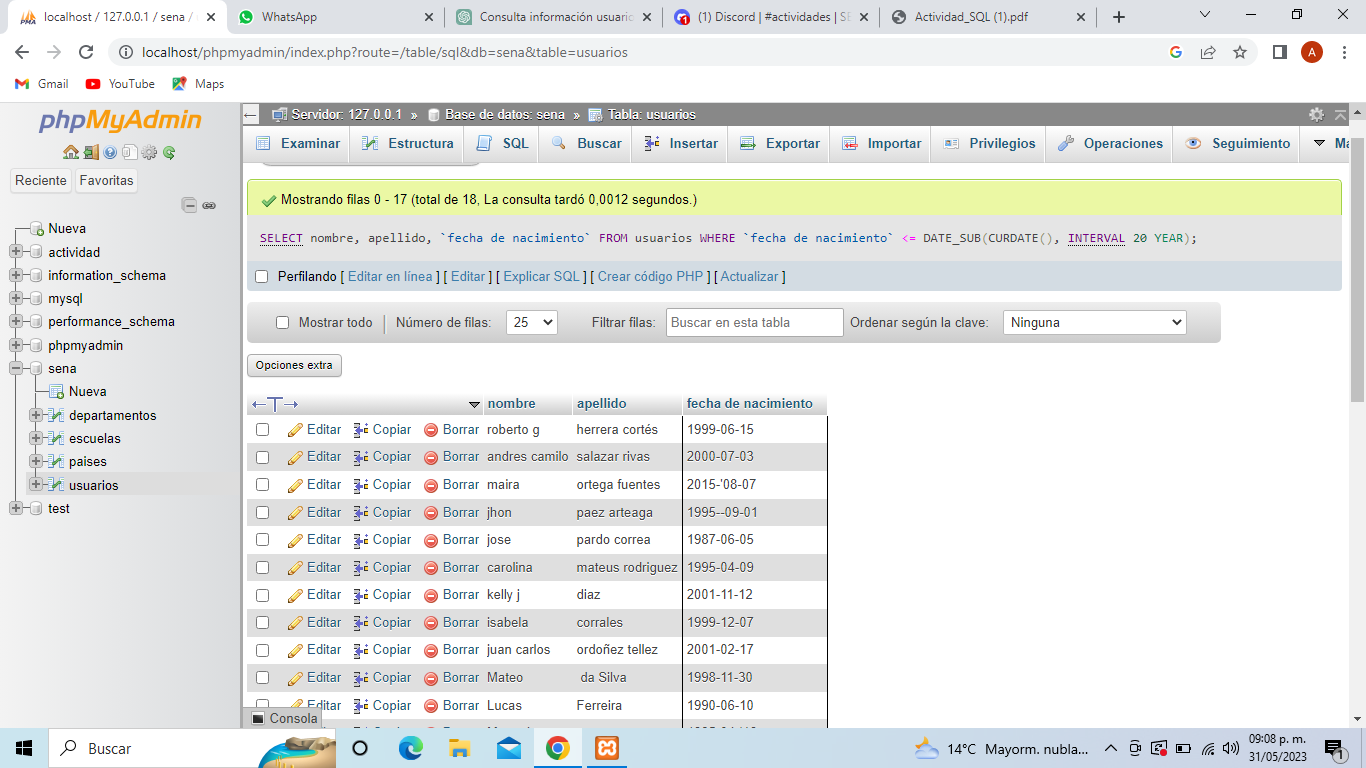 localhost / 127.0.0.1 / sena /
WhatsApp
Consulta información usuario
(1) Discord | #actividades | SE
Actividad_SQL (1).pdf
localhost/phpmyadmin/index.php?route=/table/sql&db=sena&table=usuarios
A
Gmail
YouTube
Maps
phpMyAdmin
Reciente
Favoritas
Nueva
actividad
information_schema
mysql
performance_schema
phpmyadmin
sena
Nueva
departamentos
escuelas
paises
usuarios
test
Servidor: 127.0.0.1 » Base de datos: sena » Tabla: usuarios
Examinar Estructura SQL Buscar Insertar Exportar Importar Privilegios Operaciones Seguimiento Má
Mostrando filas 0 - 17 (total de 18, La consulta tardó 0,0012 segundos.)
SELECT nombre, apellido, `fecha de nacimiento` FROM usuarios WHERE `fecha de nacimiento` <= DATE_SUB(CURDATE(), INTERVAL 20 YEAR);
Perfilando [ Editar en línea ] [ Editar ] [ Explicar SQL ] [ Crear código PHP ] [ Actualizar ]
Mostrar todo | Número de filas: 25 Filtrar filas: Buscar en esta tabla Ordenar según la clave: Ninguna
Opciones extra
←T→ nombre apellido fecha de nacimiento
Editar Copiar Borrar roberto g herrera cortés 1999-06-15
Editar Copiar Borrar andres camilo salazar rivas 2000-07-03
Editar Copiar Borrar maira ortega fuentes 2015-'08-07
Editar Copiar Borrar jhon paez arteaga 1995--09-01
Editar Copiar Borrar jose pardo correa 1987-06-05
Editar Copiar Borrar carolina mateus rodriguez 1995-04-09
Editar Copiar Borrar kelly j diaz 2001-11-12
Editar Copiar Borrar isabela corrales 1999-12-07
Editar Copiar Borrar juan carlos ordoñez tellez 2001-02-17
Editar Copiar Borrar Mateo da Silva 1998-11-30
Editar Copiar Borrar Lucas Ferreira 1990-06-10
Consola
Buscar
14°C Mayorm. nubla...
09:08 p. m.
31/05/2023
1